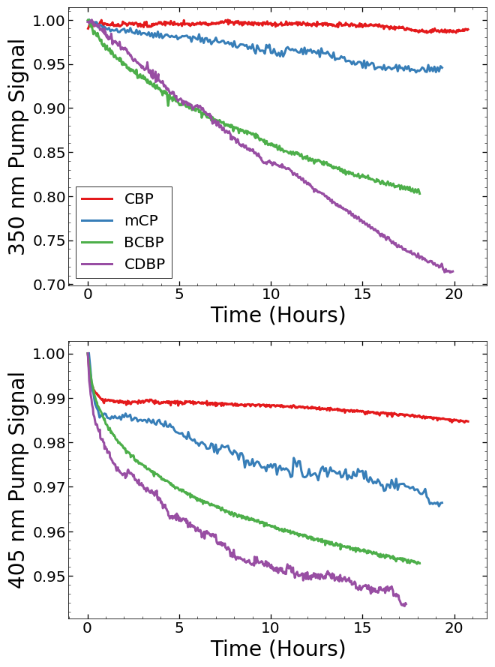 350 nm Pump Signal
1.00
0.95
0.90
0.85
0.80
0.75
0.70
CBP
mCP
BCBP
CDBP
0 5 10 15 20
Time (Hours)
405 nm Pump Signal
1.00
0.99
0.98
0.97
0.96
0.95
0 5 10 15 20
Time (Hours)